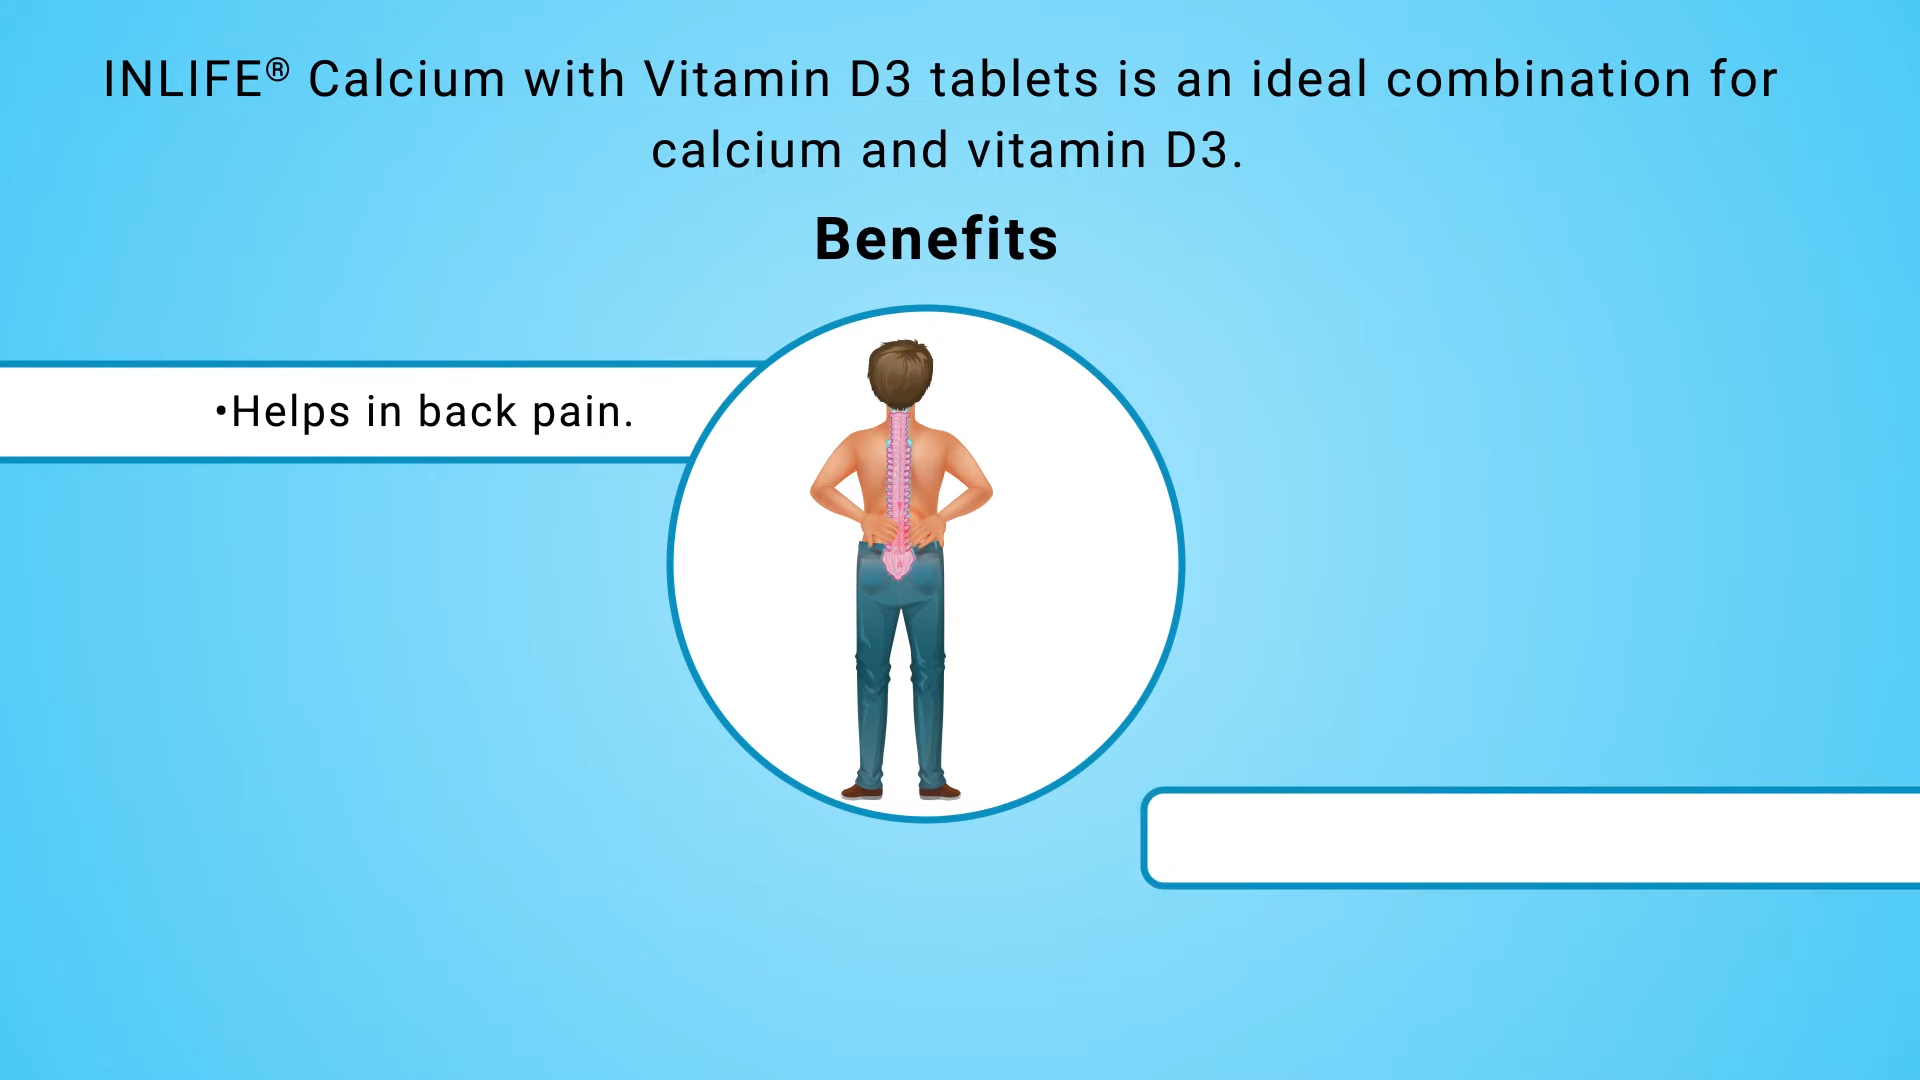 INLIFE® Calcium with Vitamin D3 tablets is an ideal combination for
calcium and vitamin D3.
Benefits
•Helps in back pain.